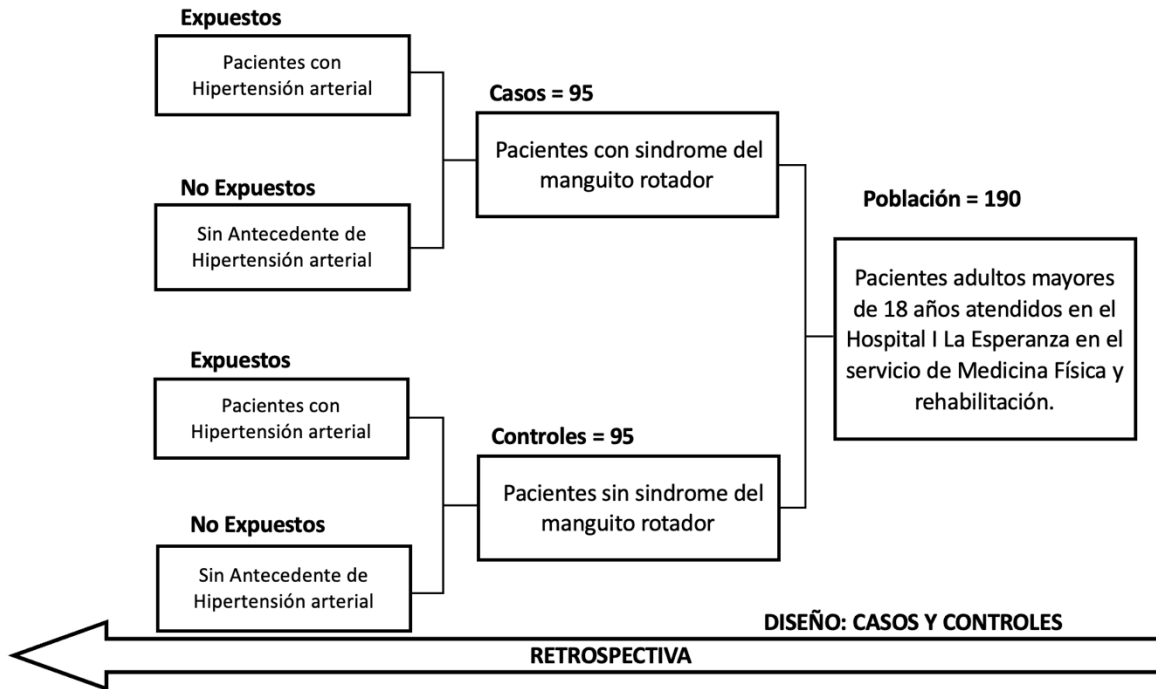 Expuestos
Pacientes con
Hipertensión arterial
No Expuestos
Sin Antecedente de
Hipertensión arterial
Casos = 95
Pacientes con sindrome del
manguito rotador
Expuestos
Pacientes con
Hipertensión arterial
No Expuestos
Sin Antecedente de
Hipertensión arterial
Controles = 95
Pacientes sin sindrome del
manguito rotador
Población = 190
Pacientes adultos mayores
de 18 años atendidos en el
Hospital I La Esperanza en el
servicio de Medicina Física y
rehabilitación.
DISEÑO: CASOS Y CONTROLES
RETROSPECTIVA